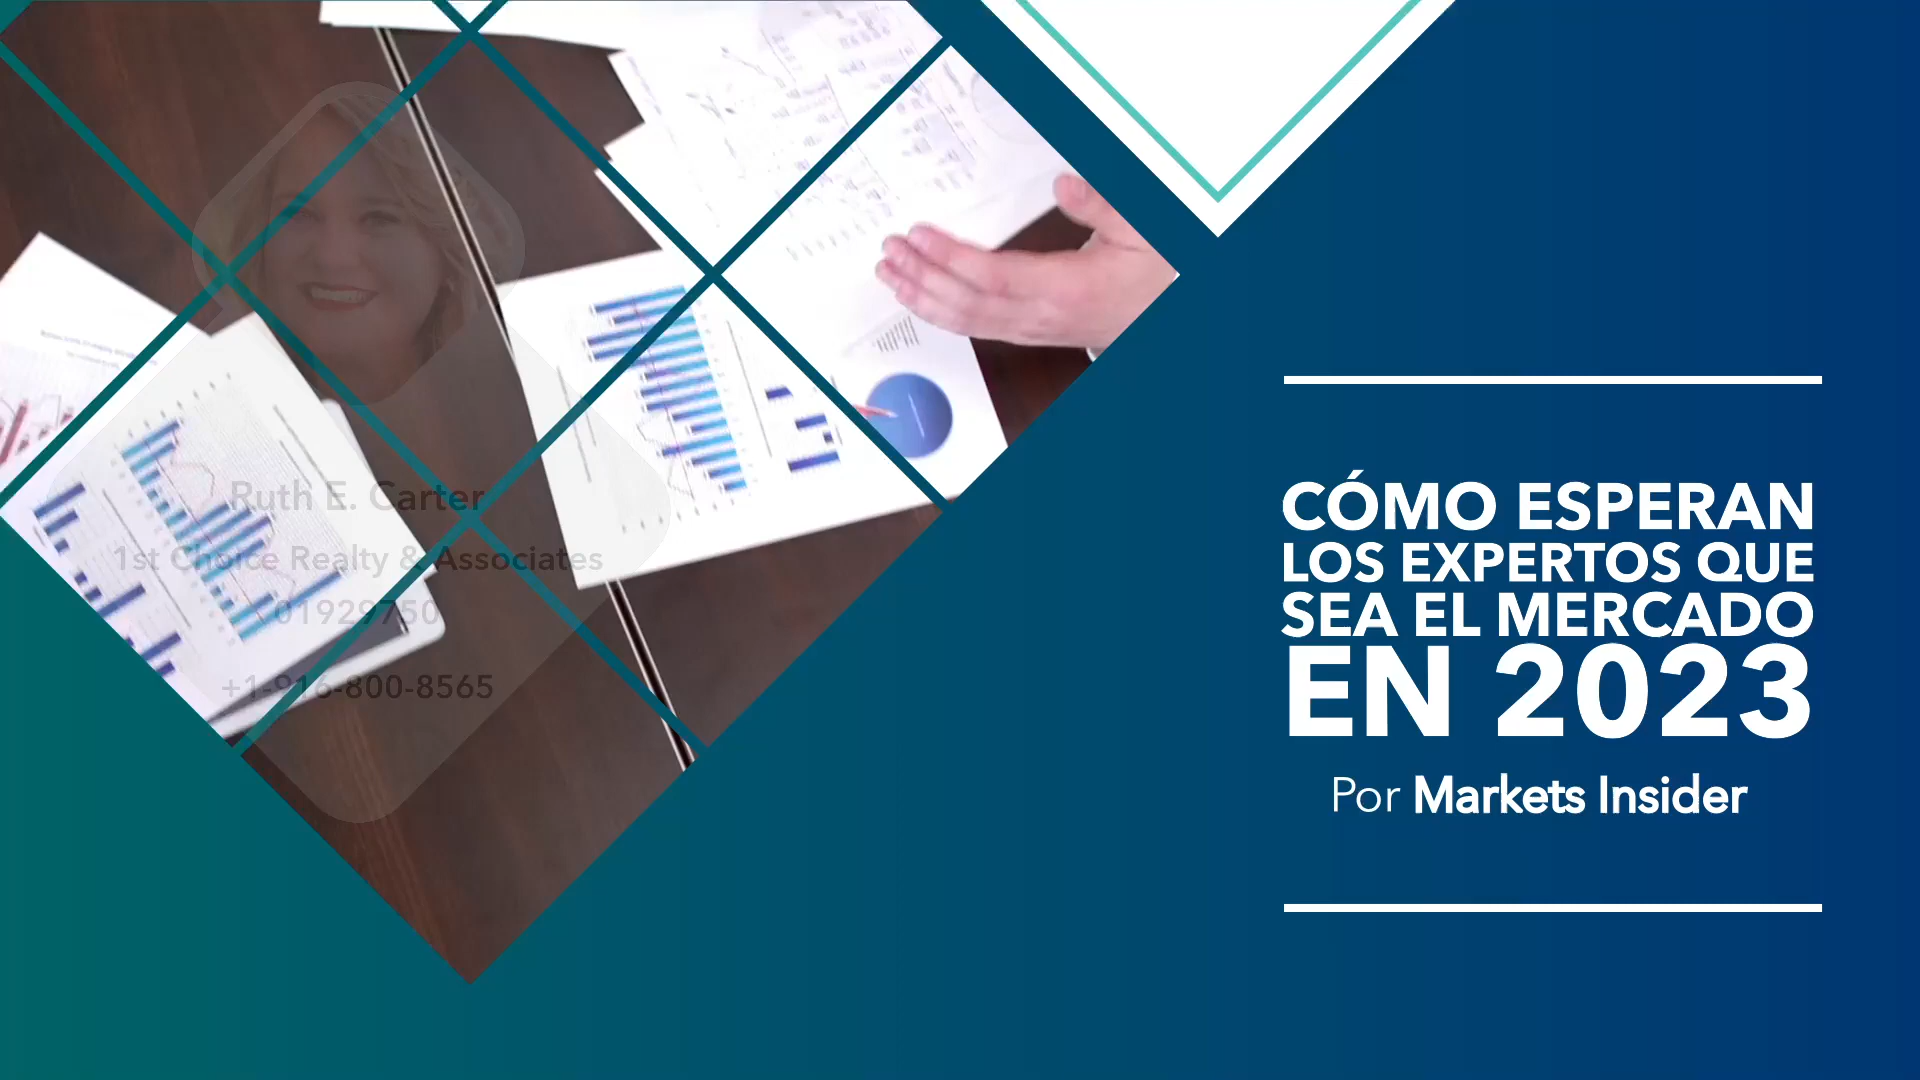 Ruth E. Carter
1st Choice Realty & Associates
01929750
+1-916-800-8565
CÓMO ESPERAN
LOS EXPERTOS QUE
SEA EL MERCADO
EN 2023
Por Markets Insider